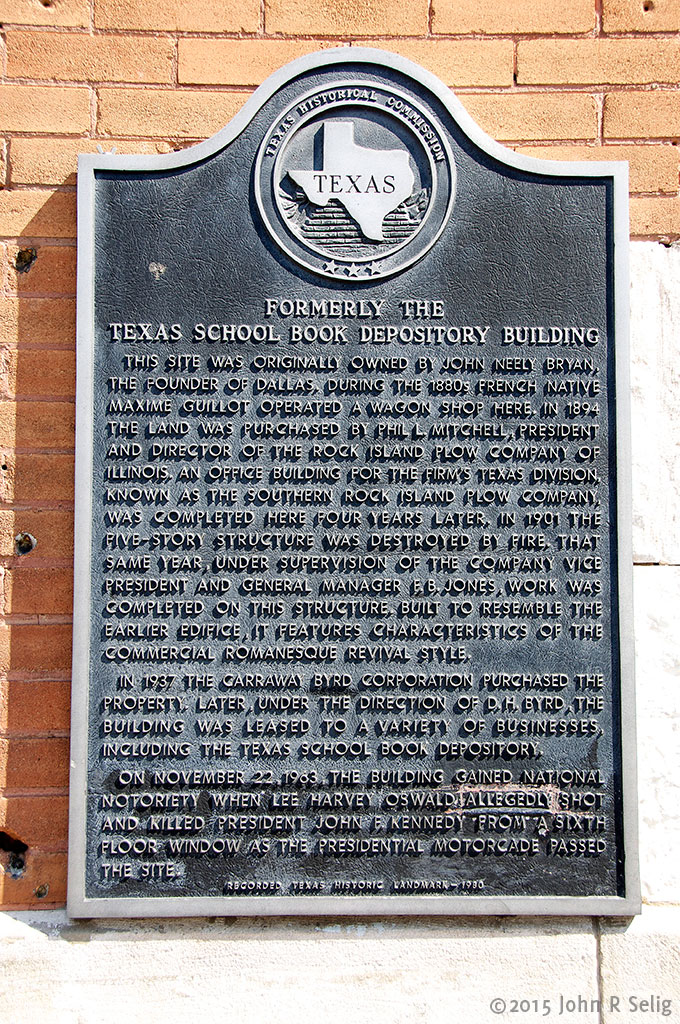 TEXAS HISTORICAL COMMISSION
TEXAS
FORMERLY THE
TEXAS SCHOOL BOOK DEPOSITORY BUILDING
THIS SITE WAS ORIGINALLY OWNED BY JOHN NEELY BRYAN,
THE FOUNDER OF DALLAS. DURING THE 1880s FRENCH NATIVE
MAXIME GUILLOT OPERATED A WAGON SHOP HERE. IN 1894
THE LAND WAS PURCHASED BY PHIL L. MITCHELL, PRESIDENT
AND DIRECTOR OF THE ROCK ISLAND PLOW COMPANY OF
ILLINOIS. AN OFFICE BUILDING FOR THE FIRM'S TEXAS DIVISION,
KNOWN AS THE SOUTHERN ROCK ISLAND PLOW COMPANY,
WAS COMPLETED HERE FOUR YEARS LATER. IN 1901 THE
FIVE-STORY STRUCTURE WAS DESTROYED BY FIRE. THAT
SAME YEAR, UNDER SUPERVISION OF THE COMPANY VICE
PRESIDENT AND GENERAL MANAGER F. B. JONES, WORK WAS
COMPLETED ON THIS STRUCTURE. BUILT TO RESEMBLE THE
EARLIER EDIFICE, IT FEATURES CHARACTERISTICS OF THE
COMMERCIAL ROMANESQUE REVIVAL STYLE.
IN 1937 THE CARRAWAY BYRD CORPORATION PURCHASED THE
PROPERTY. LATER, UNDER THE DIRECTION OF D. H. BYRD, THE
BUILDING WAS LEASED TO A VARIETY OF BUSINESSES,
INCLUDING THE TEXAS SCHOOL BOOK DEPOSITORY.
ON NOVEMBER 22, 1963, THE BUILDING GAINED NATIONAL
NOTORIETY WHEN LEE HARVEY OSWALD ALLEGEDLY SHOT
AND KILLED PRESIDENT JOHN F. KENNEDY FROM A SIXTH
FLOOR WINDOW AS THE PRESIDENTIAL MOTORCADE PASSED
THE SITE.
RECORDED TEXAS HISTORIC LANDMARK - 1980
©2015 John R Selig